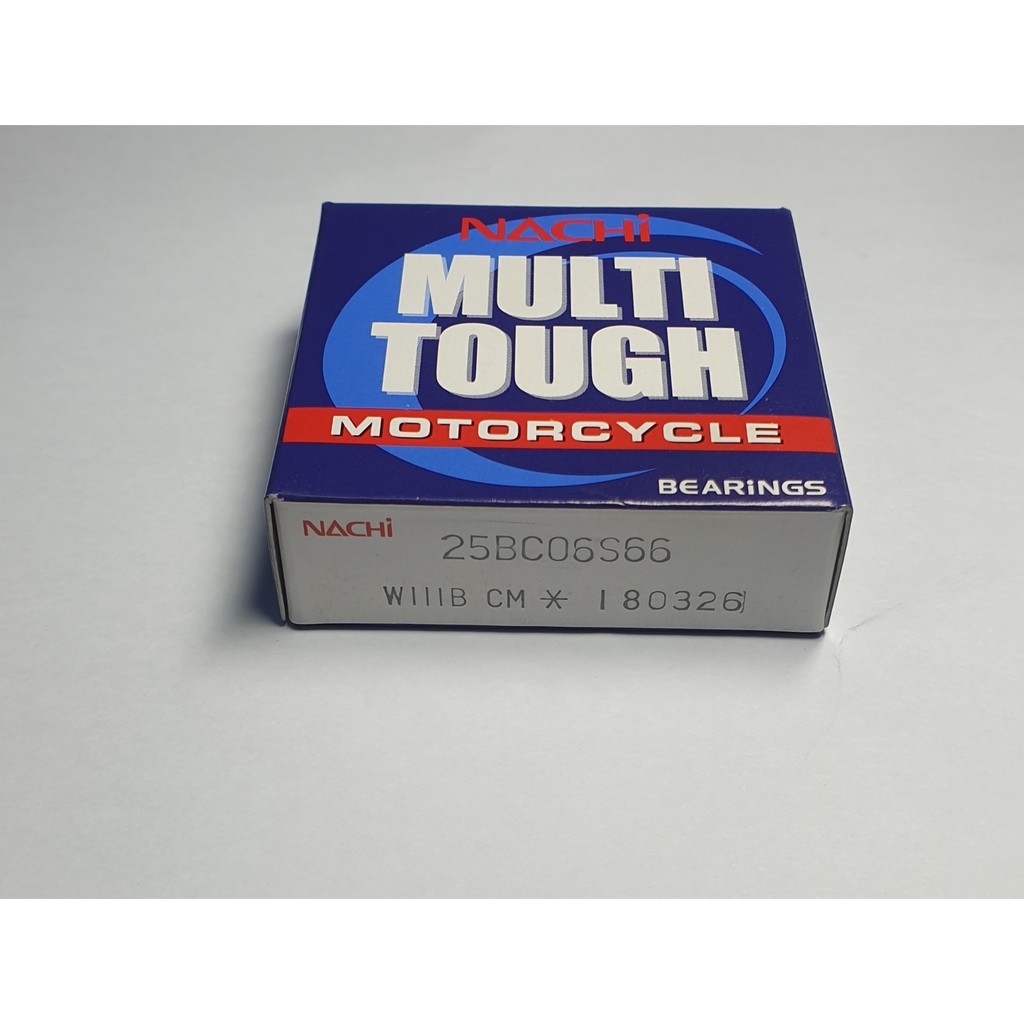 NACHi
MULTI
TOUGH
MOTORCYCLE
BEARiNGS
NACHi 25BC06S66
W111B CM * 180326